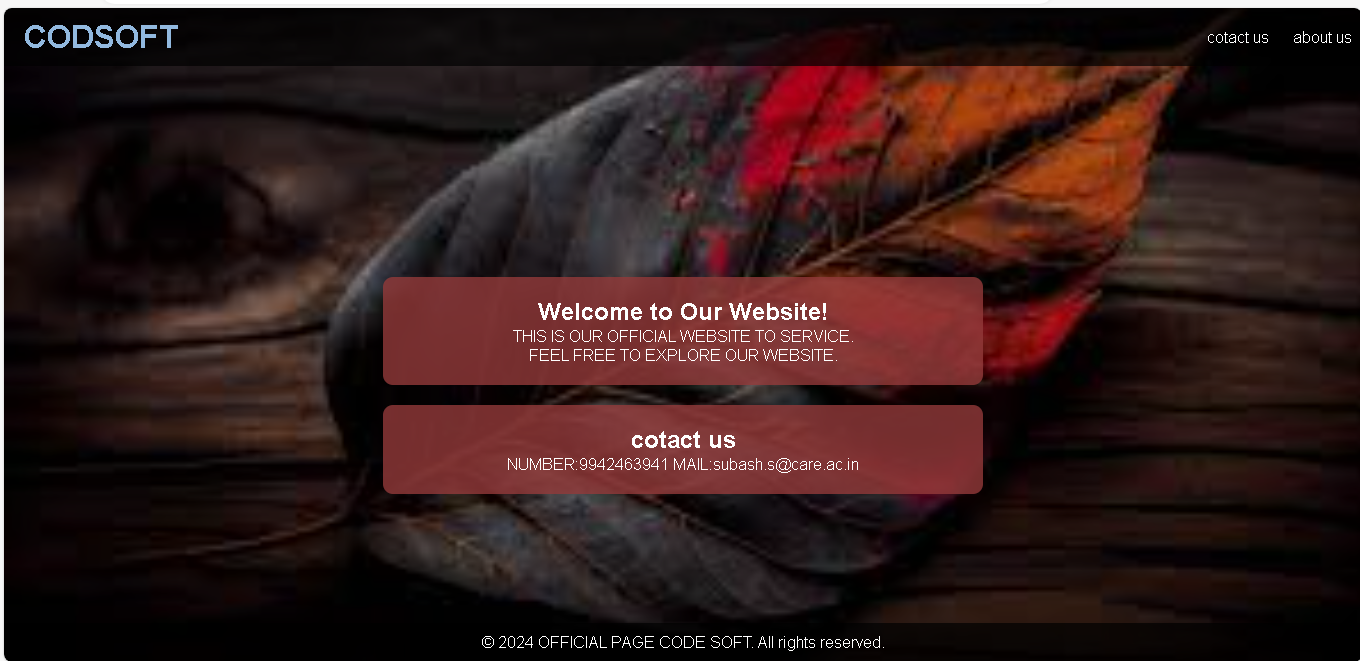 CODSOFT
cotact us
about us
Welcome to Our Website!
THIS IS OUR OFFICIAL WEBSITE TO SERVICE.
FEEL FREE TO EXPLORE OUR WEBSITE.
cotact us
NUMBER:9942463941 MAIL:subash.s@care.ac.in
© 2024 OFFICIAL PAGE CODE SOFT. All rights reserved.